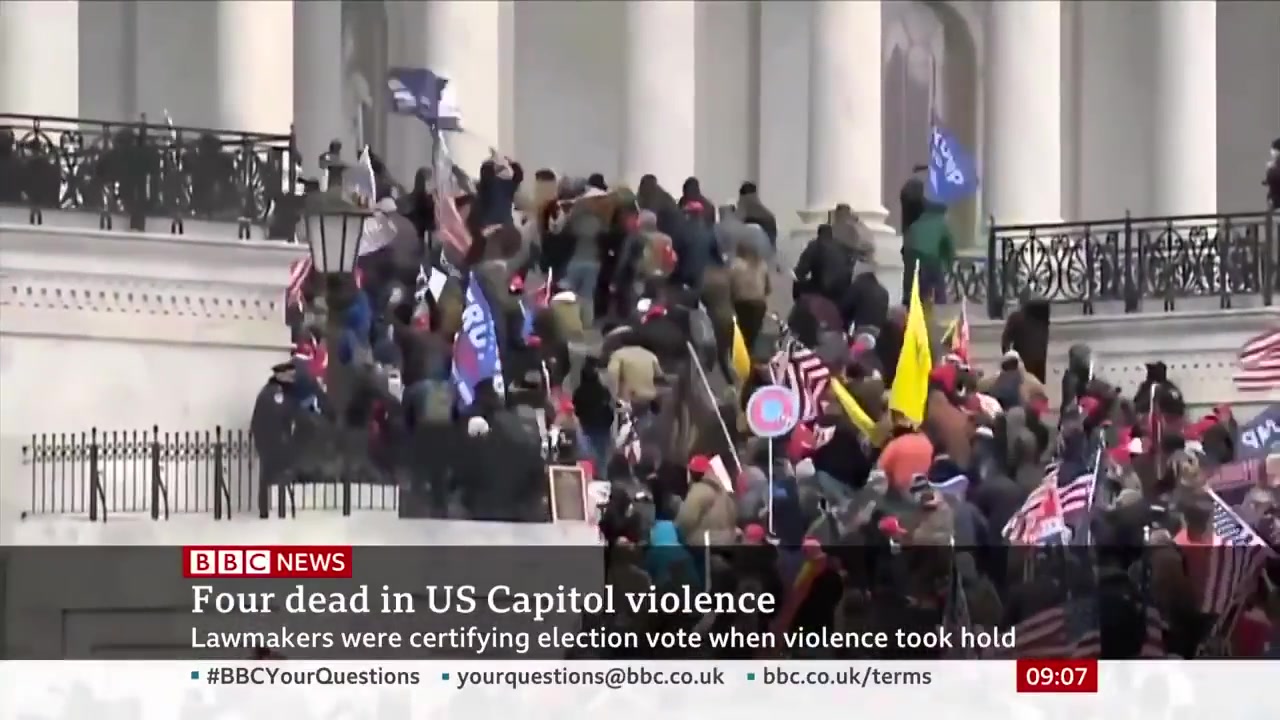 TRUMP
BBC NEWS
Four dead in US Capitol violence
Lawmakers were certifying election vote when violence took hold
#BBCYourQuestions yourquestions@bbc.co.uk bbc.co.uk/terms 09:07